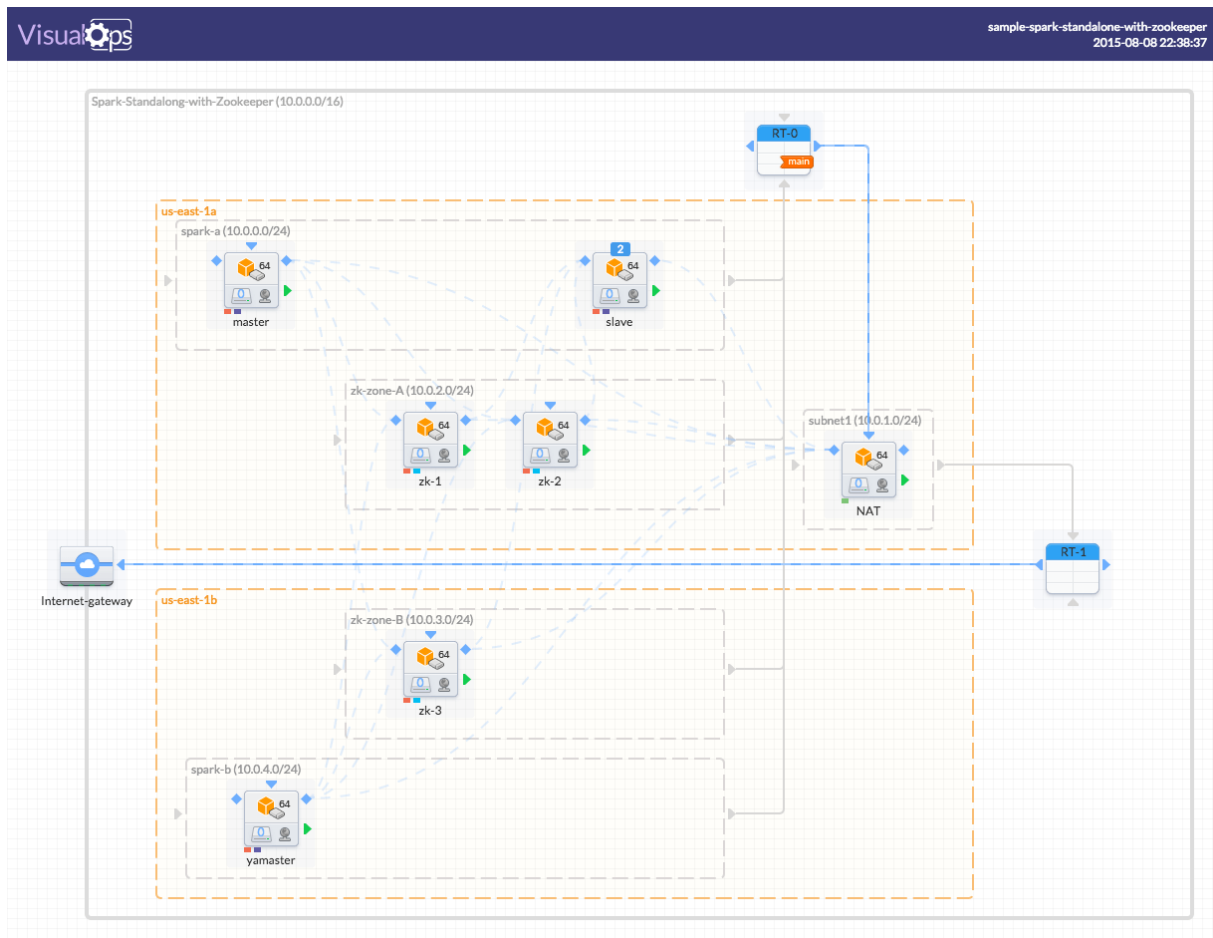 VisualOps
sample-spark-standalone-with-zookeeper
2015-08-08 22:38:37
Spark-Standalong-with-Zookeeper (10.0.0.0/16)
RT-0
main
us-east-1a
spark-a (10.0.0.0/24)
64
0
master
2
64
0
slave
zk-zone-A (10.0.2.0/24)
64
0
zk-1
64
0
zk-2
subnet1 (10.0.1.0/24)
64
0
NAT
RT-1
Internet-gateway
us-east-1b
zk-zone-B (10.0.3.0/24)
64
0
zk-3
spark-b (10.0.4.0/24)
64
0
yamaster